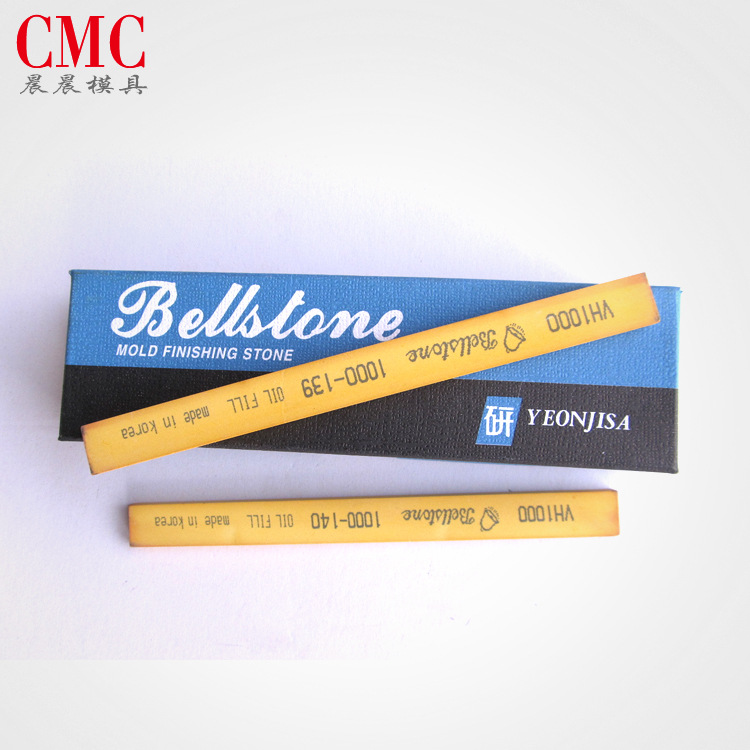 CMC
晨晨模具
Bellstone
MOLD FINISHING STONE
研 YEONJISA
VH1000 Bellstone 1000-139 OIL FILL made in korea
VH1000 Bellstone 1000-140 OIL FILL made in korea